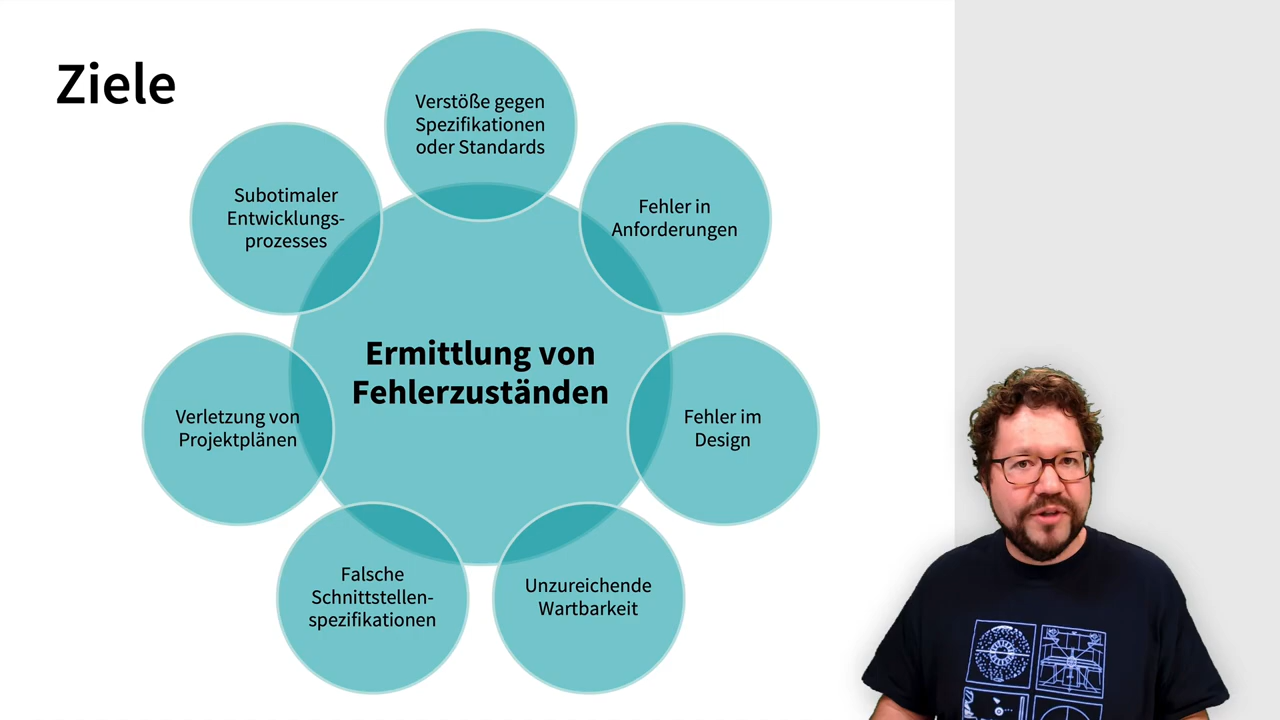 Ziele
Verstöße gegen
Spezifikationen
oder Standards
Fehler in
Anforderungen
Fehler im
Design
Unzureichende
Wartbarkeit
Falsche
Schnittstellen-
spezifikationen
Verletzung von
Projektplänen
Subotimaler
Entwicklungs-
prozesses
Ermittlung von
Fehlerzuständen